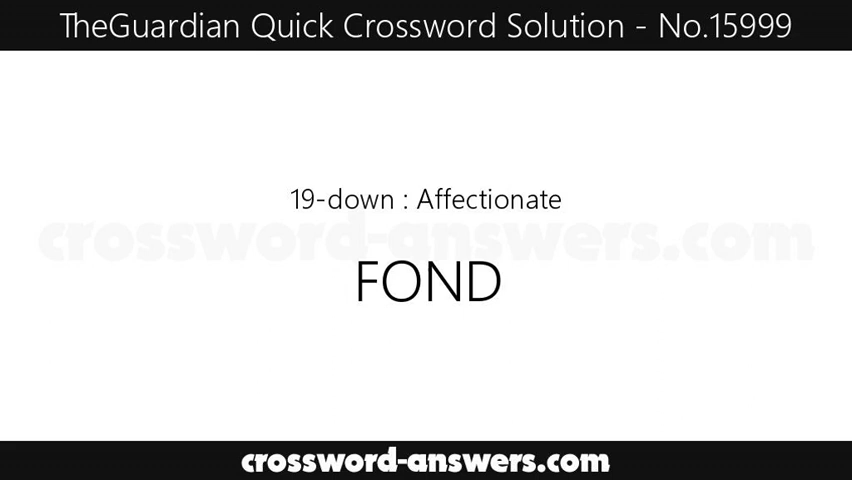 TheGuardian Quick Crossword Solution - No.15999
19-down : Affectionate
crossword-answers.com
FOND
crossword-answers.com